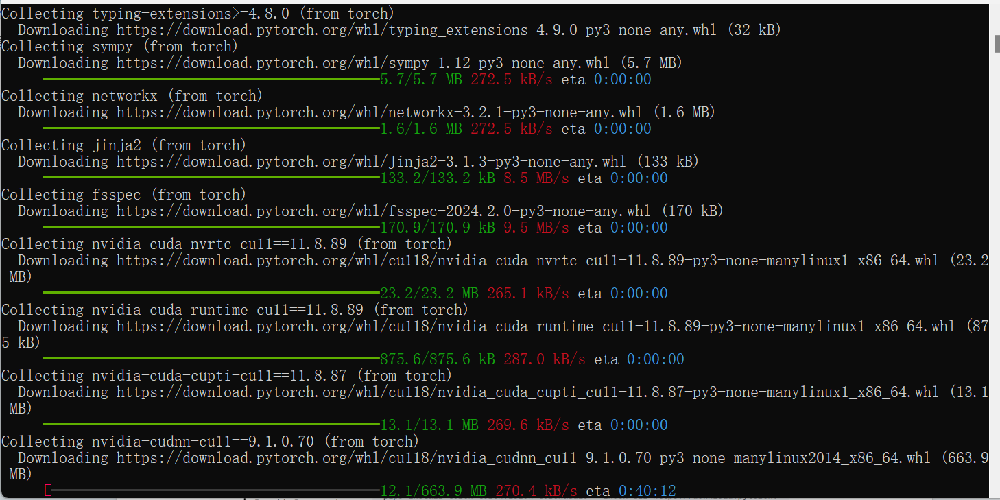 Collecting typing-extensions>=4.8.0 (from torch)
Downloading https://download.pytorch.org/whl/typing_extensions-4.9.0-py3-none-any.whl (32 kB)
Collecting sympy (from torch)
Downloading https://download.pytorch.org/whl/sympy-1.12-py3-none-any.whl (5.7 MB)
5.7/5.7 MB 272.5 kB/s eta 0:00:00
Collecting networkx (from torch)
Downloading https://download.pytorch.org/whl/networkx-3.2.1-py3-none-any.whl (1.6 MB)
1.6/1.6 MB 272.5 kB/s eta 0:00:00
Collecting jinja2 (from torch)
Downloading https://download.pytorch.org/whl/Jinja2-3.1.3-py3-none-any.whl (133 kB)
133.2/133.2 kB 8.5 MB/s eta 0:00:00
Collecting fsspec (from torch)
Downloading https://download.pytorch.org/whl/fsspec-2024.2.0-py3-none-any.whl (170 kB)
170.9/170.9 kB 9.5 MB/s eta 0:00:00
Collecting nvidia-cuda-nvrtc-cu11==11.8.89 (from torch)
Downloading https://download.pytorch.org/whl/cu118/nvidia_cuda_nvrtc_cu11-11.8.89-py3-none-manylinux1_x86_64.whl (23.2
MB)
23.2/23.2 MB 265.1 kB/s eta 0:00:00
Collecting nvidia-cuda-runtime-cu11==11.8.89 (from torch)
Downloading https://download.pytorch.org/whl/cu118/nvidia_cuda_runtime_cu11-11.8.89-py3-none-manylinux1_x86_64.whl (87
5 kB)
875.6/875.6 kB 287.0 kB/s eta 0:00:00
Collecting nvidia-cuda-cupti-cu11==11.8.87 (from torch)
Downloading https://download.pytorch.org/whl/cu118/nvidia_cuda_cupti_cu11-11.8.87-py3-none-manylinux1_x86_64.whl (13.1
MB)
13.1/13.1 MB 269.6 kB/s eta 0:00:00
Collecting nvidia-cudnn-cu11==9.1.0.70 (from torch)
Downloading https://download.pytorch.org/whl/cu118/nvidia_cudnn_cu11-9.1.0.70-py3-none-manylinux2014_x86_64.whl (663.9
MB)
12.1/663.9 MB 270.4 kB/s eta 0:40:12